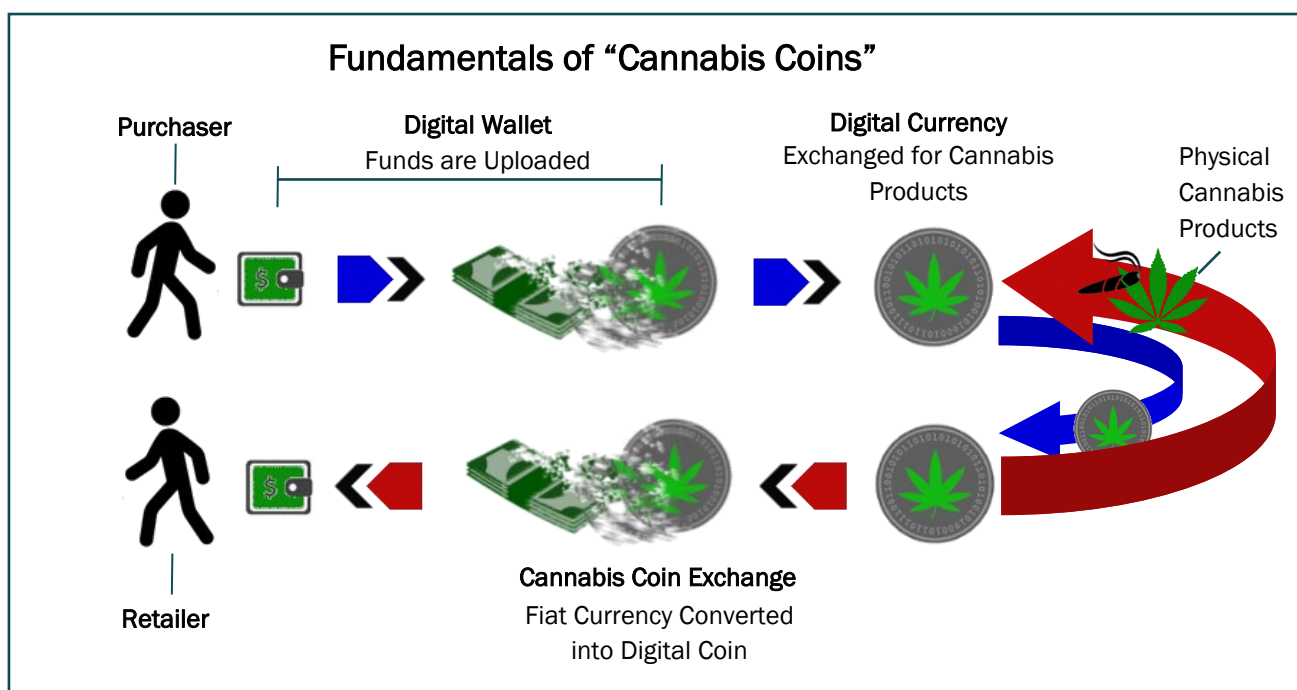 Fundamentals of “Cannabis Coins”
Purchaser
Digital Wallet
Funds are Uploaded
Digital Currency
Exchanged for Cannabis
Products
Physical
Cannabis
Products
$
$
Retailer
Cannabis Coin Exchange
Fiat Currency Converted
into Digital Coin